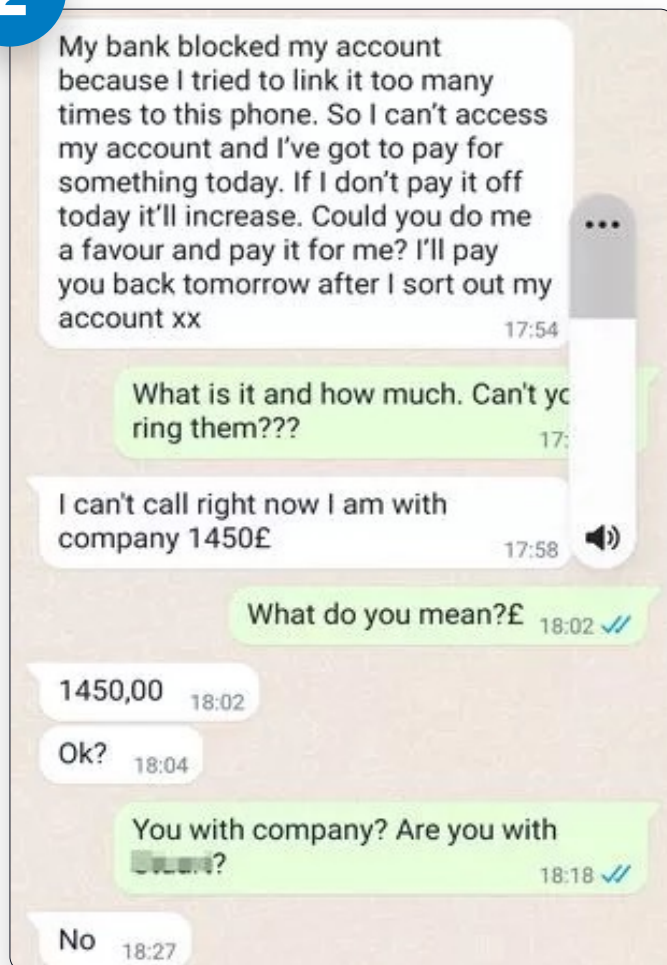 2
My bank blocked my account
because I tried to link it too many
times to this phone. So I can't access
my account and I've got to pay for
something today. If I don't pay it off
today it'll increase. Could you do me
a favour and pay it for me? I'll pay
you back tomorrow after I sort out my
account xx
17:54
What is it and how much. Can't yo
ring them???
17:
I can't call right now I am with
company 1450£
17:58
What do you mean?£
18:02
1450,00
18:02
Ok?
18:04
You with company? Are you with
?
18:18
No
18:27